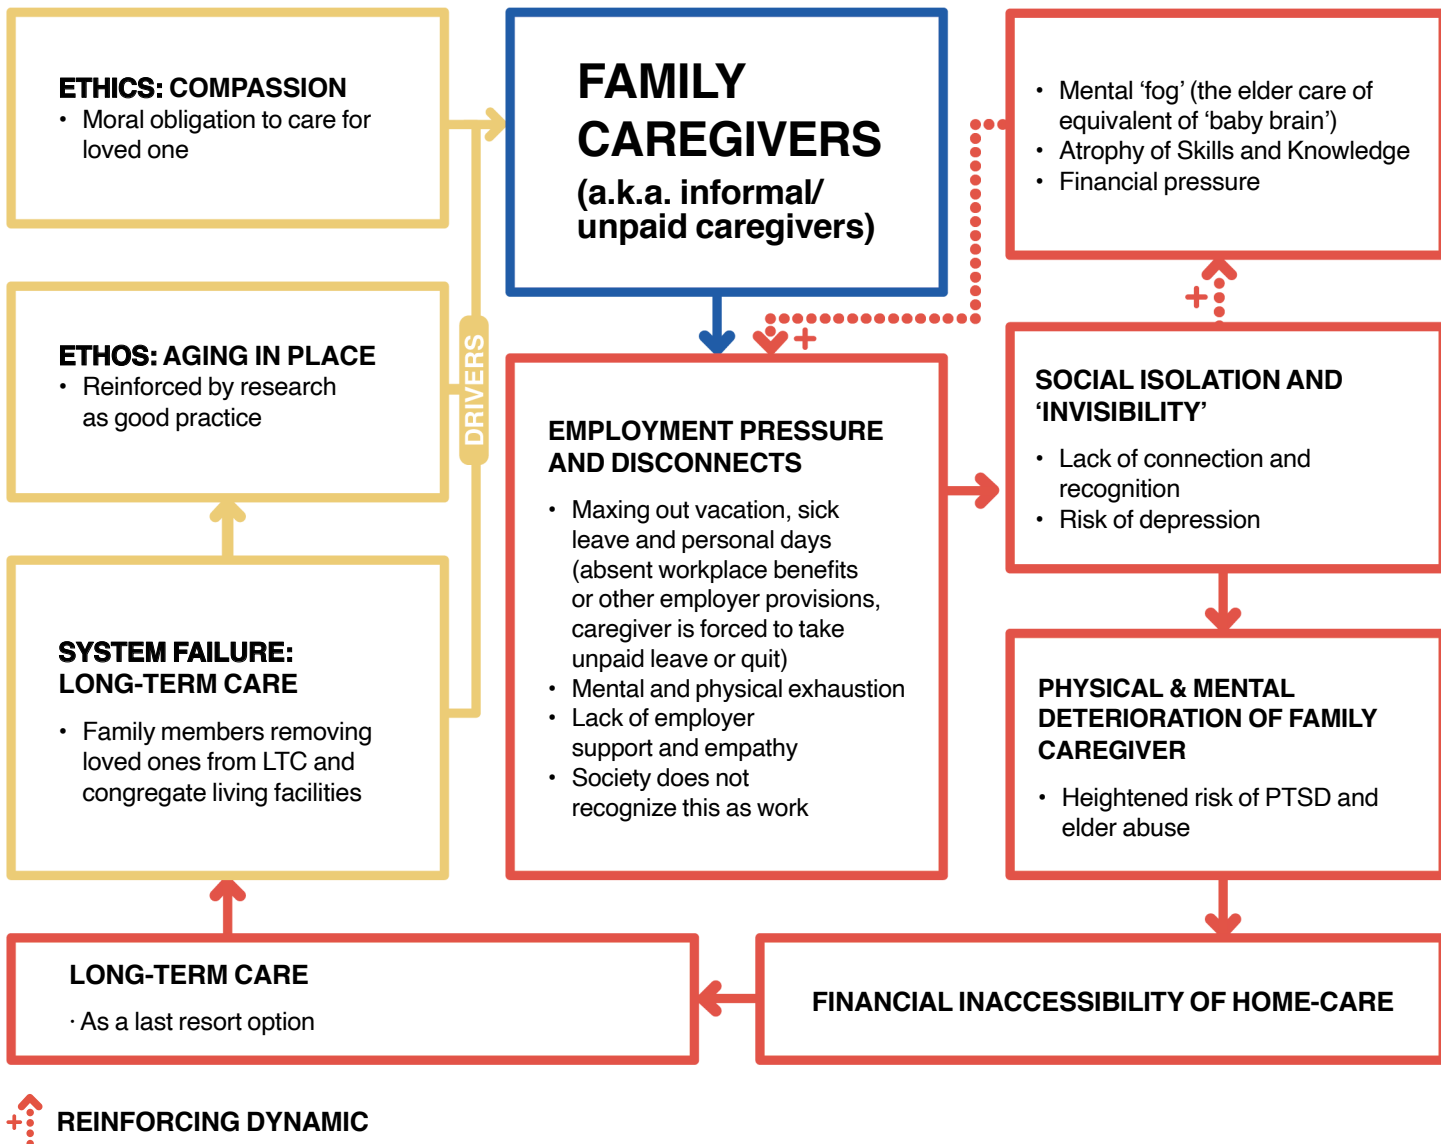 ETHICS: COMPASSION
• Moral obligation to care for
loved one
ETHOS: AGING IN PLACE
• Reinforced by research
as good practice
SYSTEM FAILURE:
LONG-TERM CARE
• Family members removing
loved ones from LTC and
congregate living facilities
DRIVERS
FAMILY
CAREGIVERS
(a.k.a. informal/
unpaid caregivers)
+
EMPLOYMENT PRESSURE
AND DISCONNECTS
• Maxing out vacation, sick
leave and personal days
(absent workplace benefits
or other employer provisions,
caregiver is forced to take
unpaid leave or quit)
• Mental and physical exhaustion
• Lack of employer
support and empathy
• Society does not
recognize this as work
• Mental ‘fog’ (the elder care of
equivalent of ‘baby brain’)
• Atrophy of Skills and Knowledge
• Financial pressure
+
SOCIAL ISOLATION AND
‘INVISIBILITY’
• Lack of connection and
recognition
• Risk of depression
PHYSICAL & MENTAL
DETERIORATION OF FAMILY
CAREGIVER
• Heightened risk of PTSD and
elder abuse
FINANCIAL INACCESSIBILITY OF HOME-CARE
LONG-TERM CARE
· As a last resort option
+ REINFORCING DYNAMIC